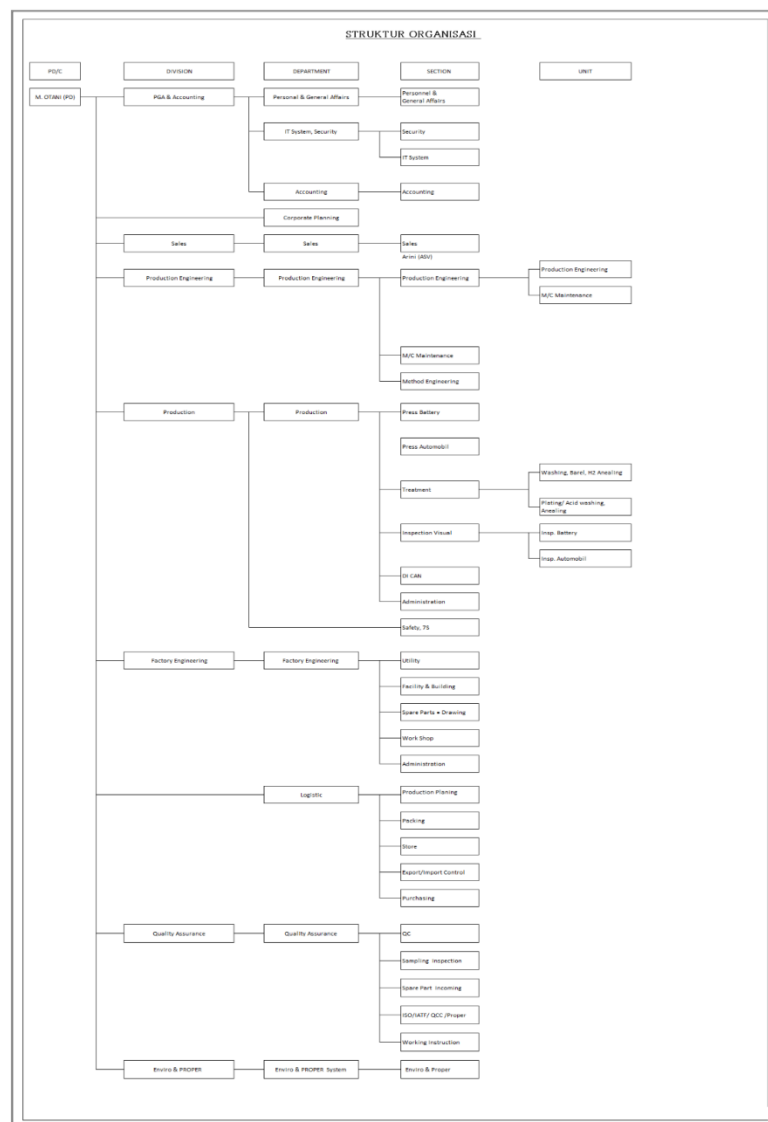 STRUKTUR ORGANISASI
PD/C
DIVISION
DEPARTMENT
SECTION
UNIT
M. OTANI (PD)
PGA & Accounting
Personal & General Affairs
Personnel &
General Affairs
IT System, Security
Security
IT System
Accounting
Accounting
Corporate Planning
Sales
Sales
Sales
Arini (ASV)
Production Engineering
Production Engineering
Production Engineering
Production Engineering
M/C Maintenance
M/C Maintenance
Method Engineering
Production
Production
Press Battery
Press Automobil
Treatment
Washing, Barel, H2 Anealing
Plating/ Acid washing,
Anealing
Inspection Visual
Insp. Battery
Insp. Automobil
DI CAN
Administration
Safety, 7S
Factory Engineering
Factory Engineering
Utility
Facility & Building
Spare Parts + Drawing
Work Shop
Administration
Logistic
Production Planing
Packing
Store
Export/Import Control
Purchasing
Quality Assurance
Quality Assurance
QC
Sampling Inspection
Spare Part Incoming
ISO/IATF/ QCC /Proper
Working Instruction
Enviro & PROPER
Enviro & PROPER System
Enviro & Proper